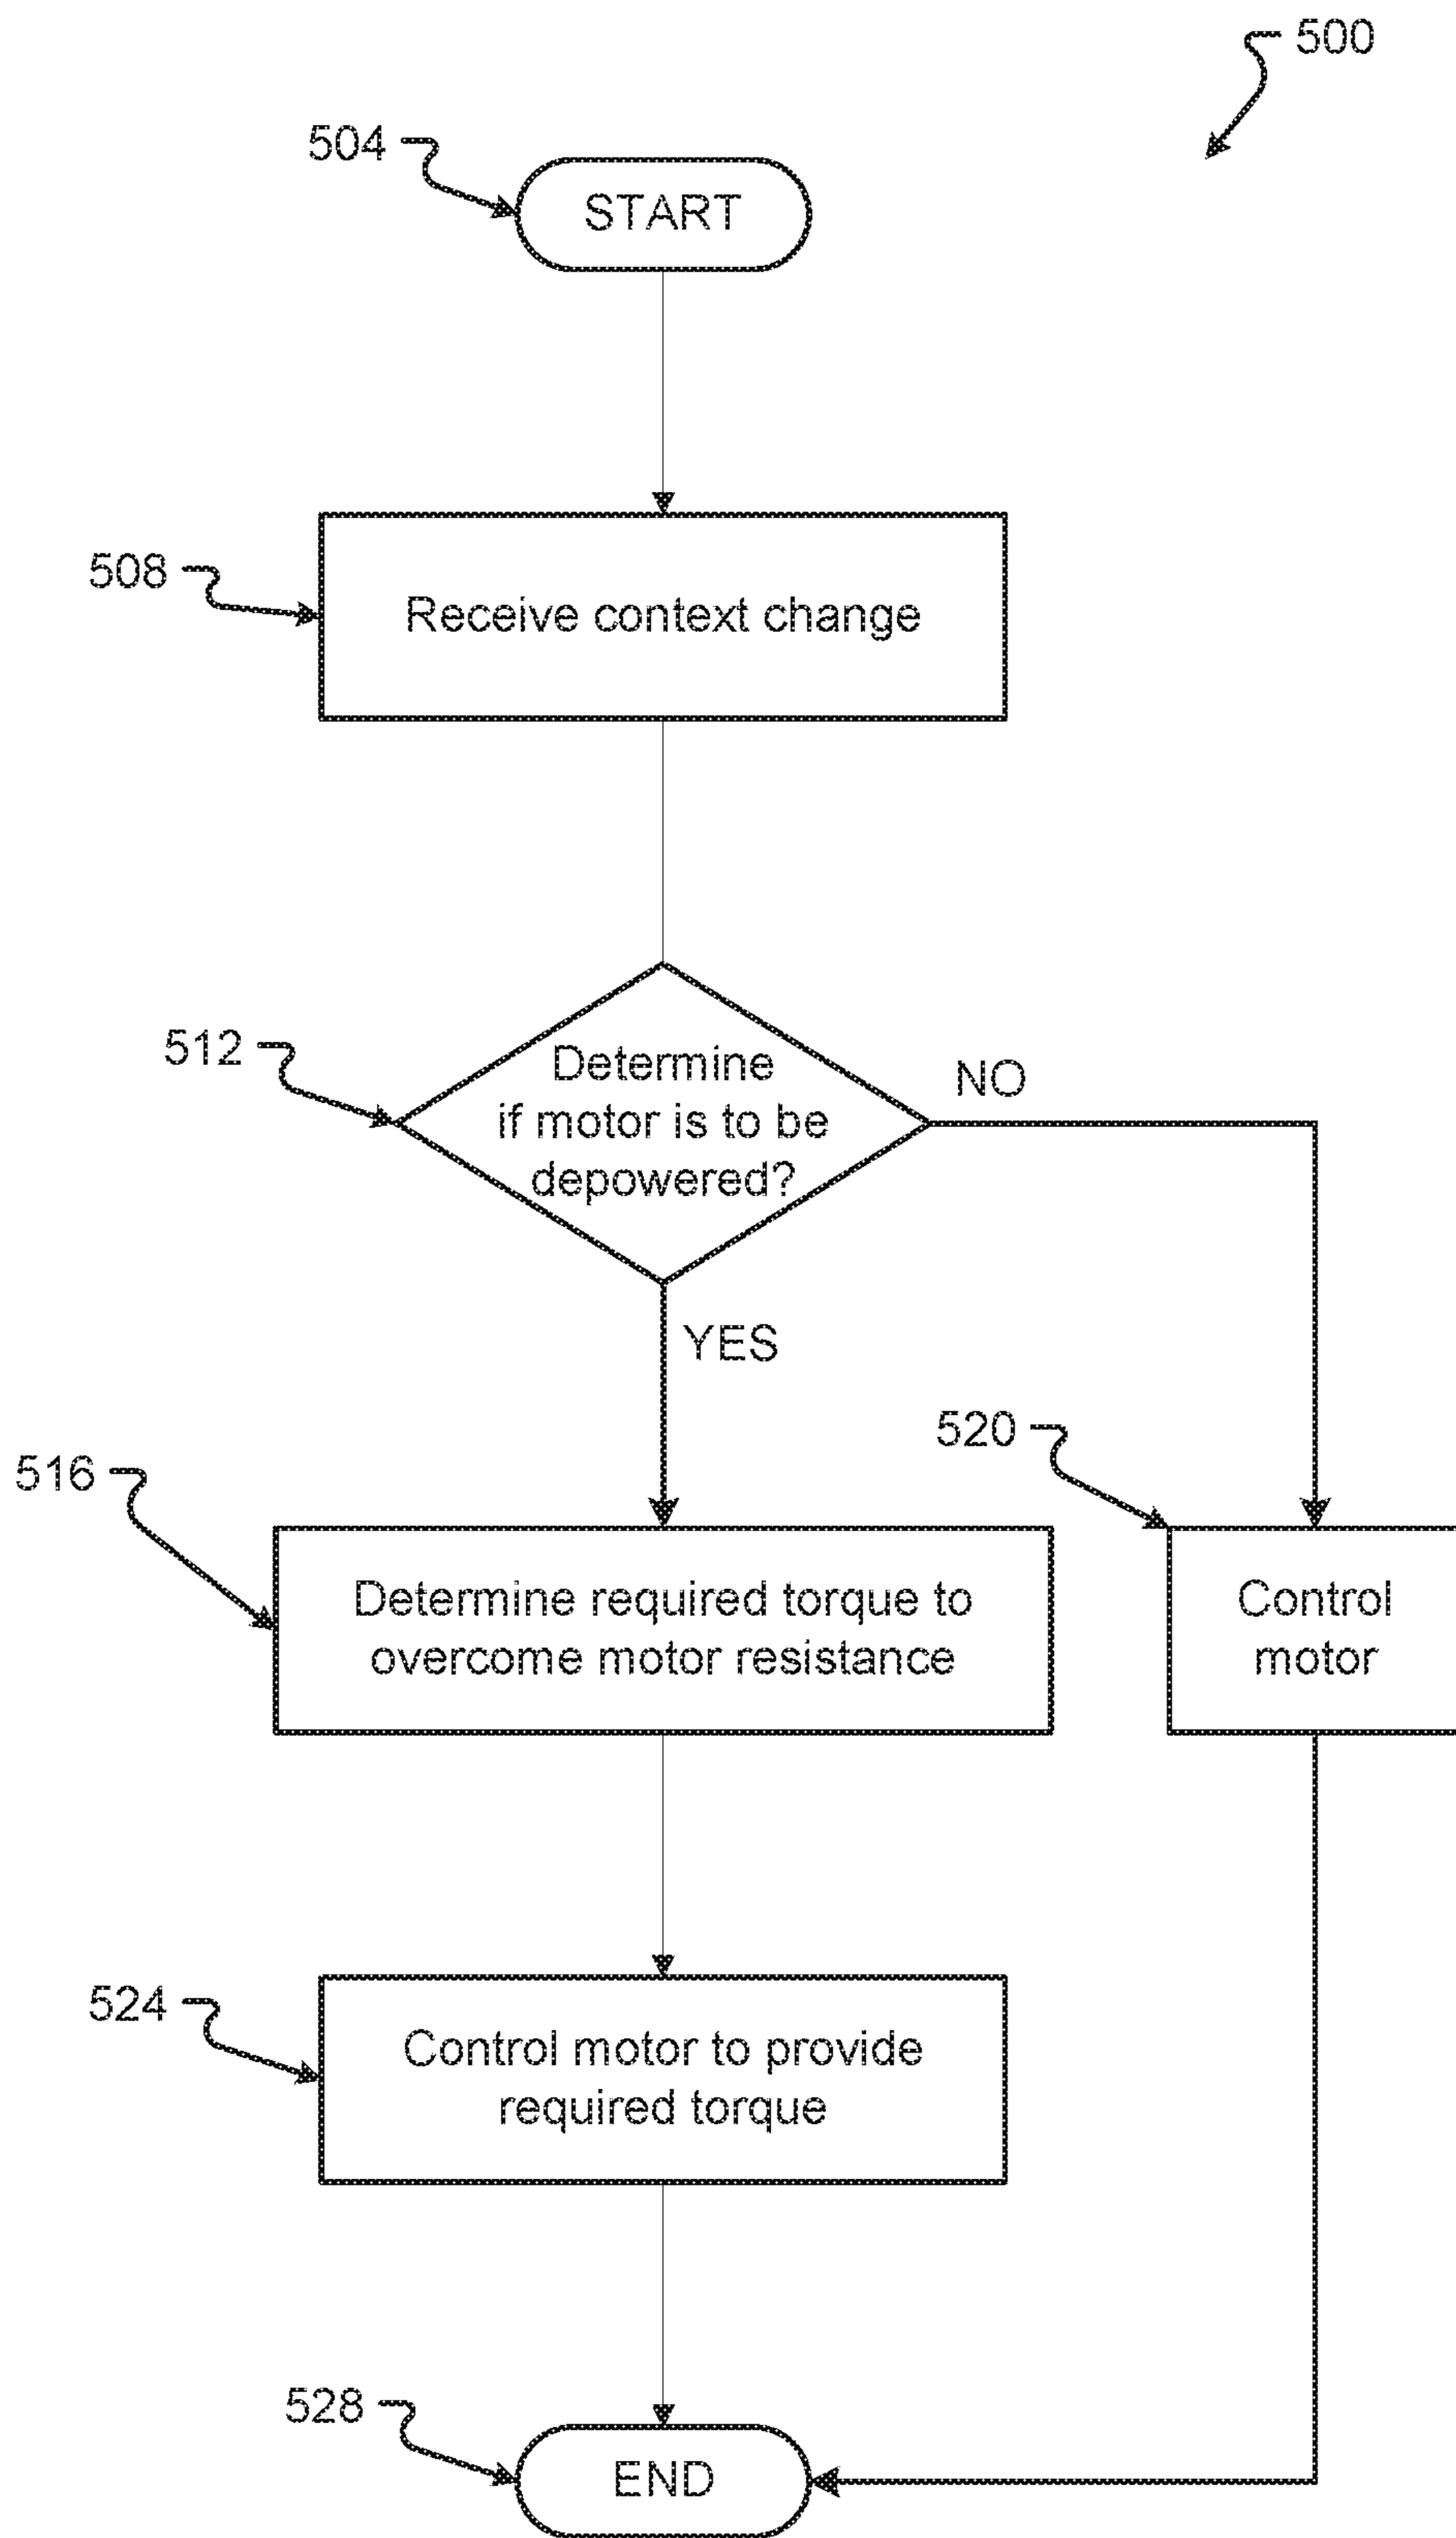 500
504
START
508
Receive context change
512
Determine
if motor is to be
depowered?
NO
YES
516
520
Determine required torque to
overcome motor resistance
Control
motor
524
Control motor to provide
required torque
528
END